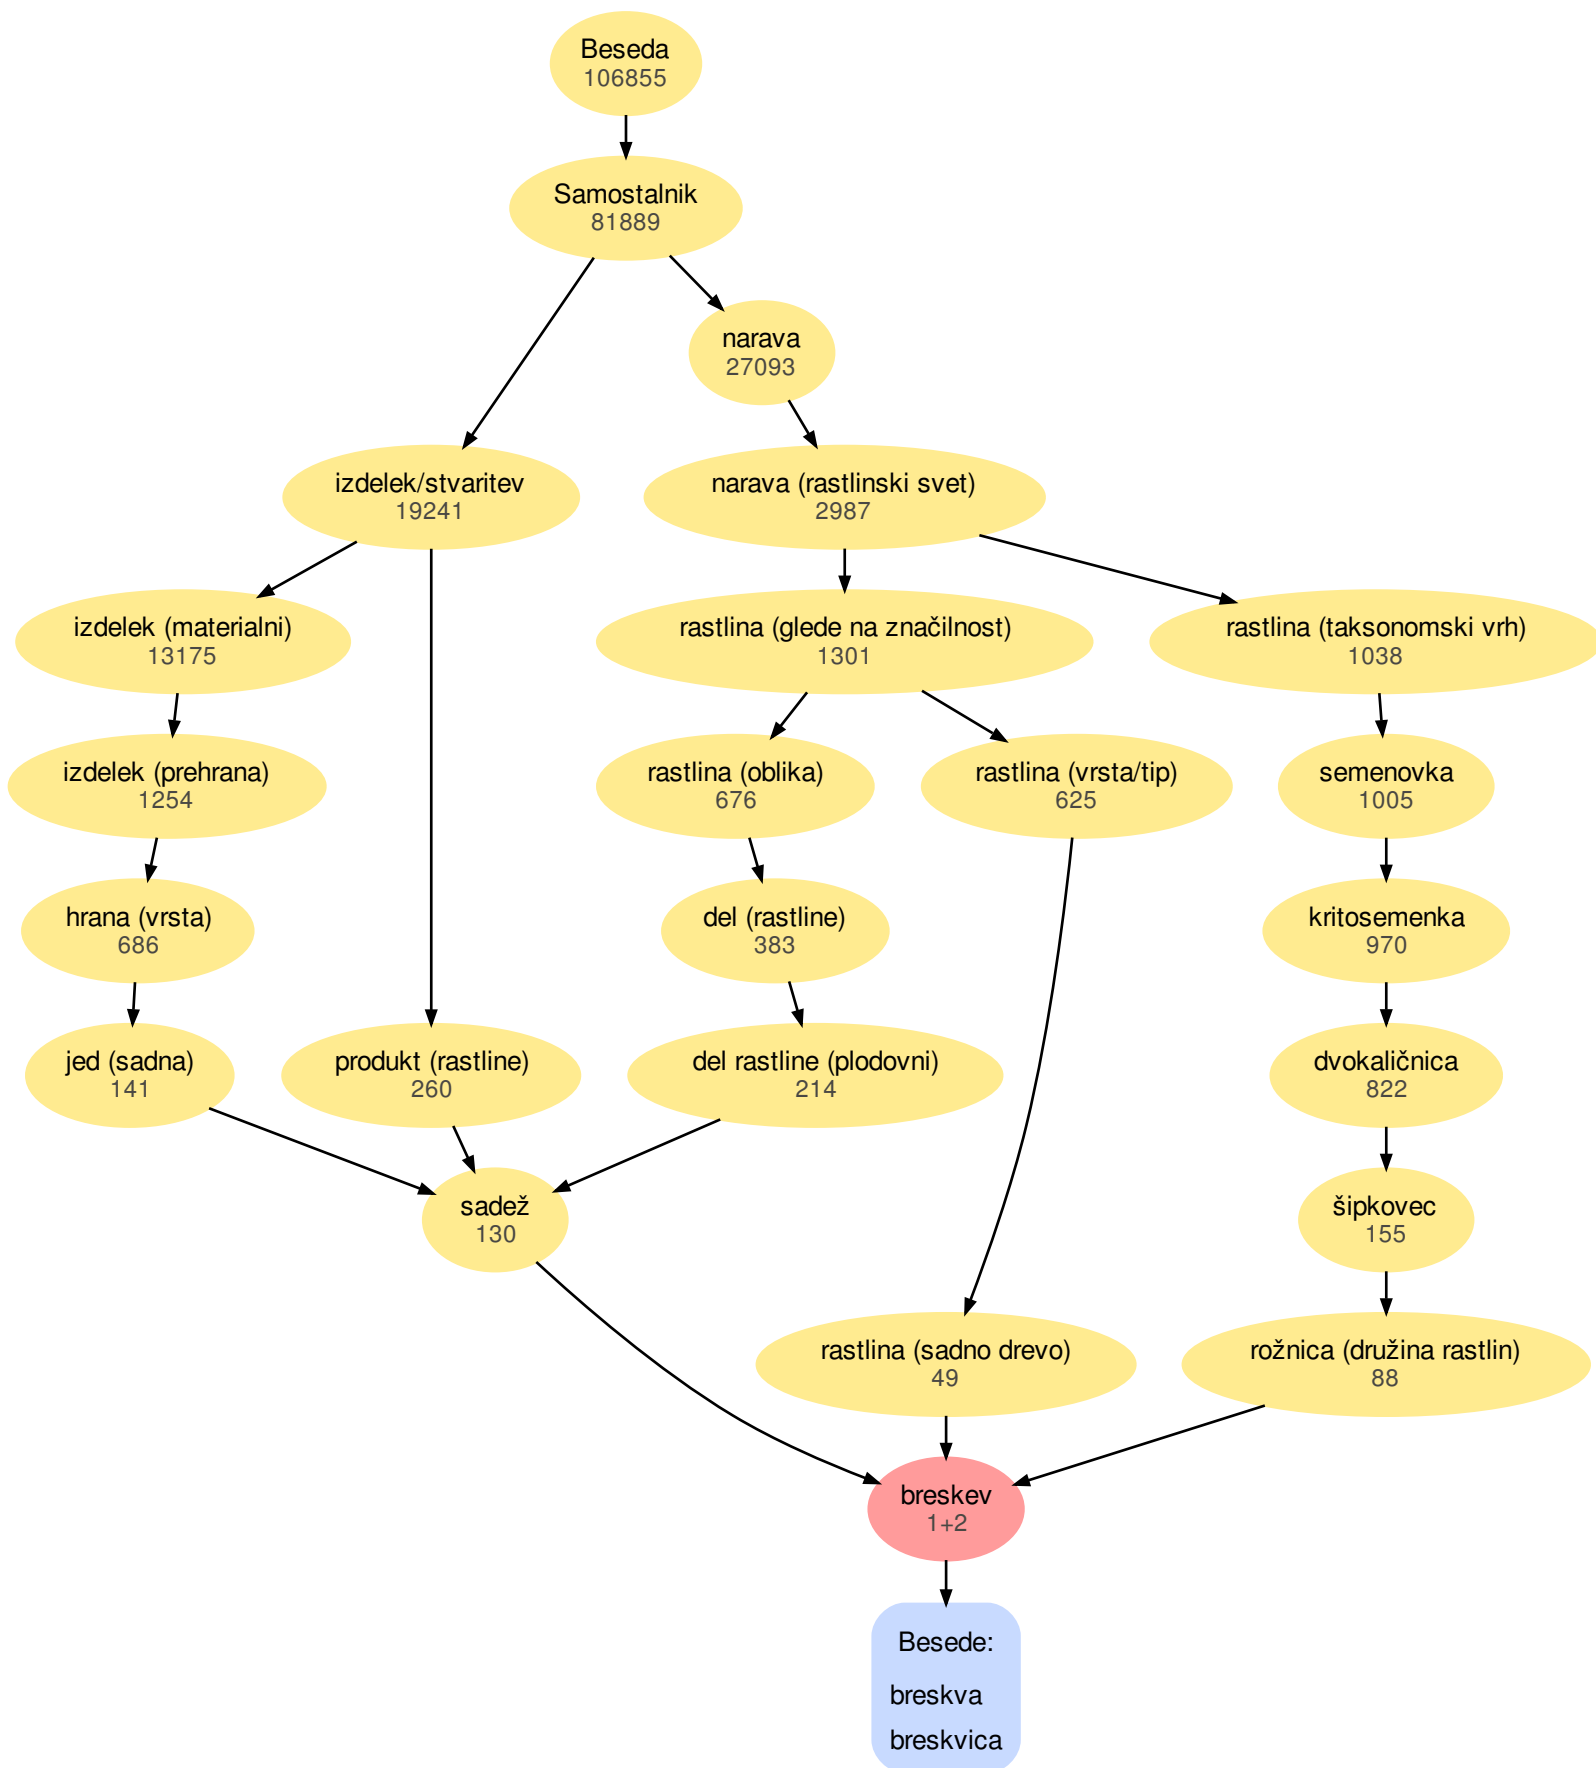 Beseda
106855
Samostalnik
81889
narava
27093
izdelek/stvaritev
19241
narava (rastlinski svet)
2987
izdelek (materialni)
13175
rastlina (glede na značilnost)
1301
rastlina (taksonomski vrh)
1038
izdelek (prehrana)
1254
rastlina (oblika)
676
rastlina (vrsta/tip)
625
semenovka
1005
hrana (vrsta)
686
del (rastline)
383
kritosemenka
970
jed (sadna)
141
produkt (rastline)
260
del rastline (plodovni)
214
dvokaličnica
822
sadež
130
šipkovec
155
rastlina (sadno drevo)
49
rožnica (družina rastlin)
88
breskev
1+2
Besede:
breskva
breskvica